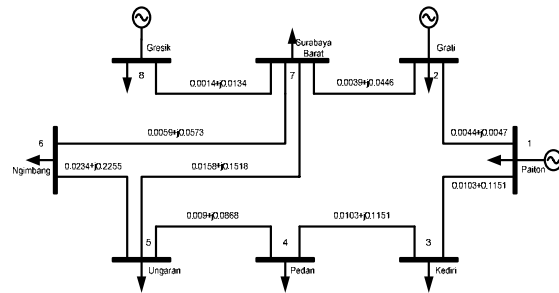 Gresik
8
Surabaya
Barat
7
Grati
2
0.0014+j0.0134
0.0039+j0.0446
0.0059+j0.0573
0.0044+j0.0047
6
Ngimbang
0.0234+j0.2255
0.0158+j0.1518
1
Paiton
0.0103+0.1151
0.009+j0.0868
0.0103+j0.1151
5
Ungaran
4
Pedan
3
Kediri